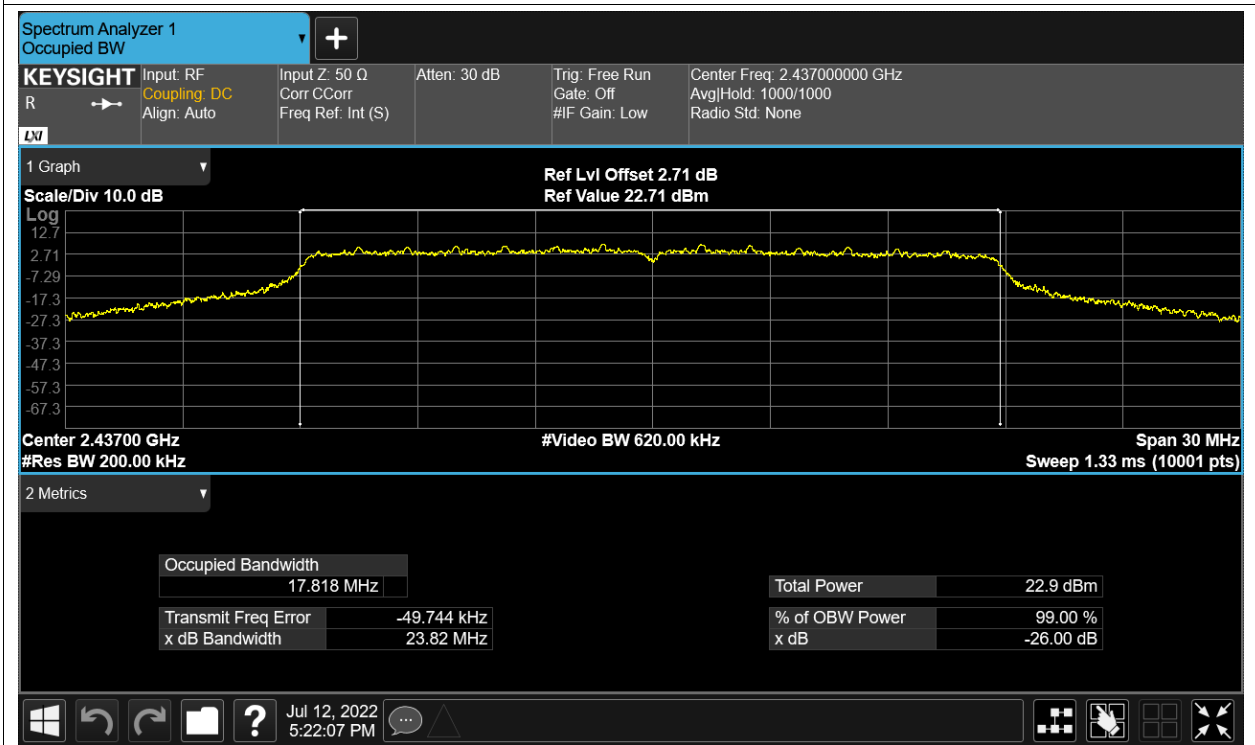 Spectrum Analyzer 1
Occupied BW
KEYSIGHT
R
LXI
Input: RF
Coupling: DC
Align: Auto
Input Z: 50 Ω
Corr CCorr
Freq Ref: Int (S)
Atten: 30 dB
Trig: Free Run
Gate: Off
#IF Gain: Low
Center Freq: 2.437000000 GHz
Avg|Hold: 1000/1000
Radio Std: None
1 Graph
Scale/Div 10.0 dB
Ref Lvl Offset 2.71 dB
Ref Value 22.71 dBm
Log
12.7
2.71
-7.29
-17.3
-27.3
-37.3
-47.3
-57.3
-67.3
Center 2.43700 GHz
#Res BW 200.00 kHz
#Video BW 620.00 kHz
Span 30 MHz
Sweep 1.33 ms (10001 pts)
2 Metrics
Occupied Bandwidth
17.818 MHz
Transmit Freq Error -49.744 kHz
x dB Bandwidth 23.82 MHz
Total Power 22.9 dBm
% of OBW Power 99.00 %
x dB -26.00 dB
?
Jul 12, 2022
5:22:07 PM